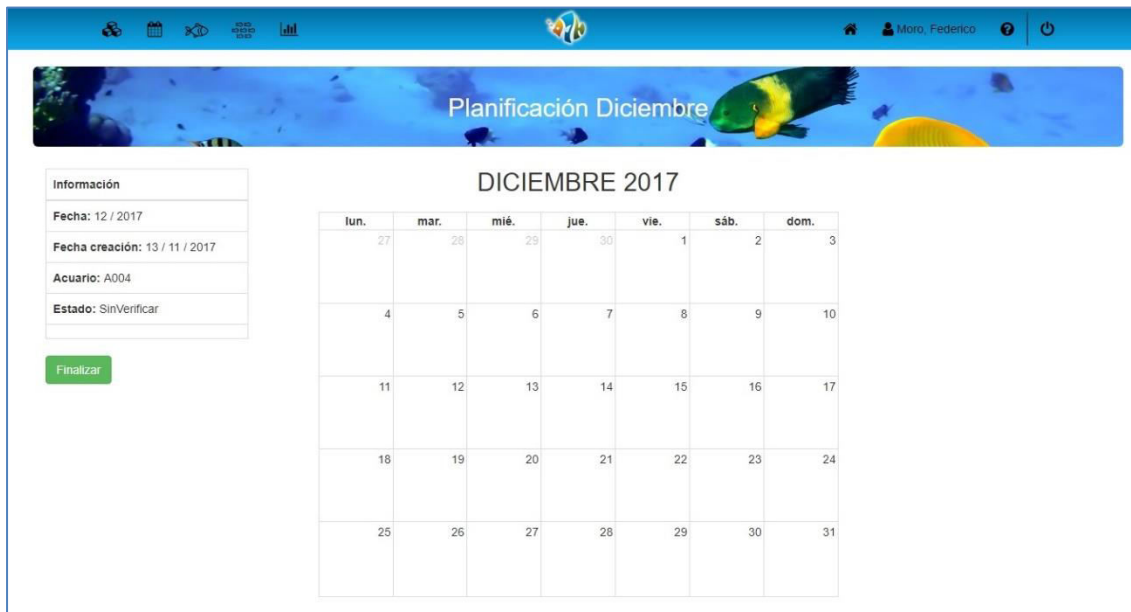 Moro, Federico
Planificación Diciembre
Información
Fecha: 12 / 2017
Fecha creación: 13 / 11 / 2017
Acuario: A004
Estado: SinVerificar
Finalizar
DICIEMBRE 2017
lun. mar. mié. jue. vie. sáb. dom.
27 28 29 30 1 2 3
4 5 6 7 8 9 10
11 12 13 14 15 16 17
18 19 20 21 22 23 24
25 26 27 28 29 30 31